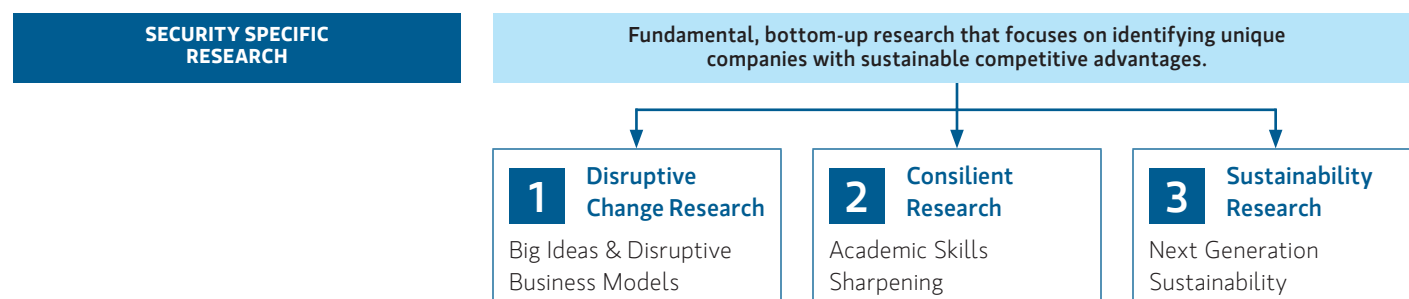 SECURITY SPECIFIC
RESEARCH
Fundamental, bottom-up research that focuses on identifying unique
companies with sustainable competitive advantages.
1
Disruptive
Change Research
Big Ideas & Disruptive
Business Models
2
Consilient
Research
Academic Skills
Sharpening
3
Sustainability
Research
Next Generation
Sustainability